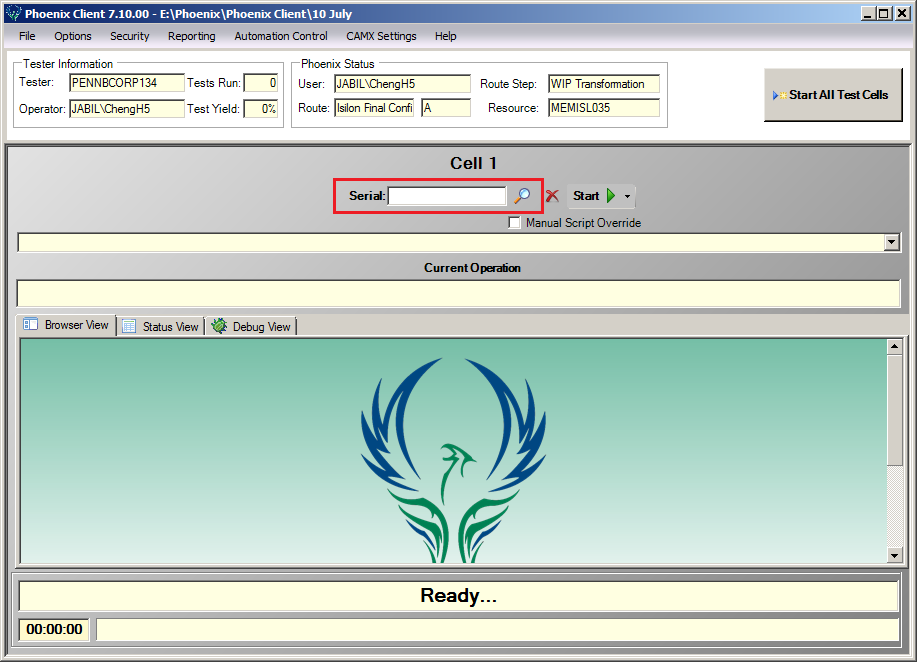 Phoenix Client 7.10.00 - E:\Phoenix\Phoenix Client\10 July
File Options Security Reporting Automation Control CAMX Settings Help
Tester Information
Tester: PENNBCORP134 Tests Run: 0
Operator: JABIL\ChengH5 Test Yield: 0%
Phoenix Status
User: JABIL\ChengH5 Route Step: WIP Transformation
Route: Isilon Final Confi A Resource: MEMISL035
Start All Test Cells
Cell 1
Serial: Start
Manual Script Override
Current Operation
Browser View Status View Debug View
Ready...
00:00:00